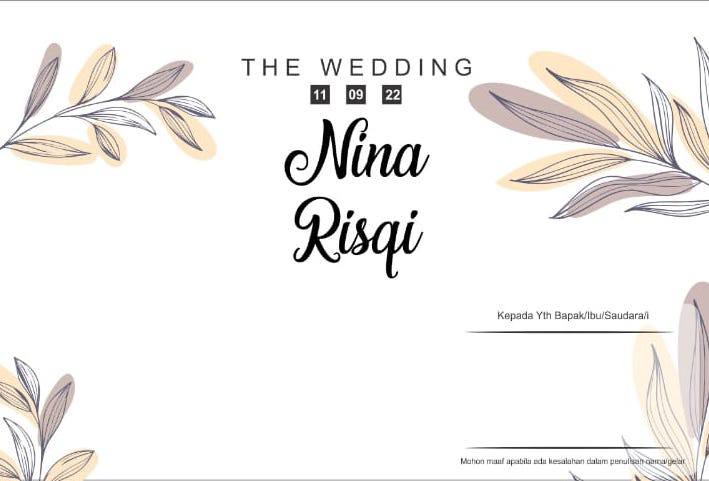 THE WEDDING
11 09 22
Nina
Risqi
Kepada Yth Bapak/Ibu/Saudara/i
Mohon maaf apabila ada kesalahan dalam penulisan nama/gelar